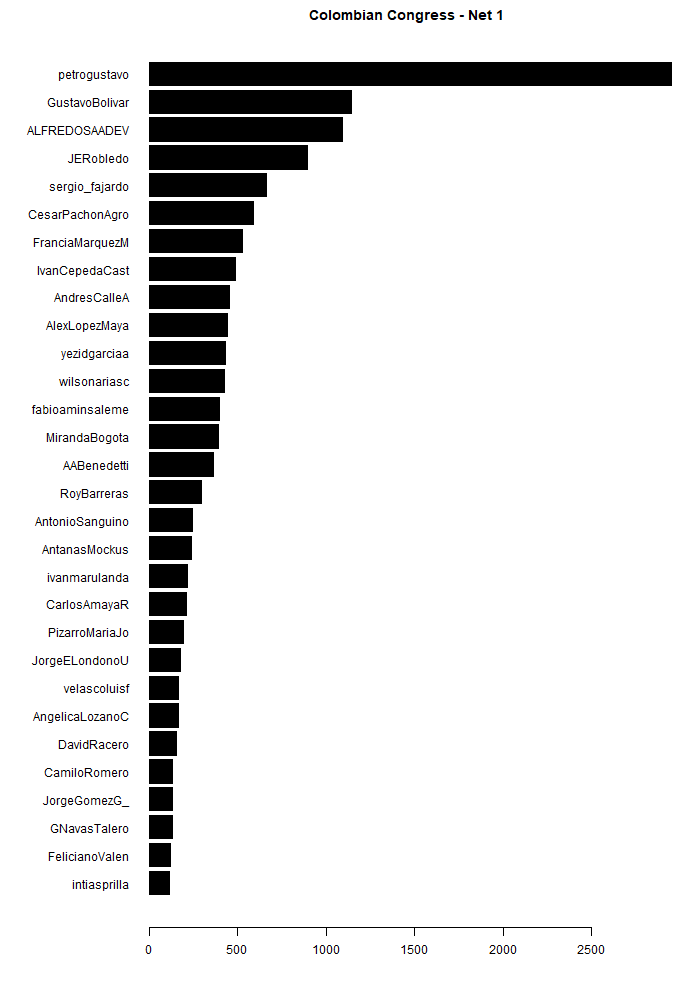 Colombian Congress - Net 1
petrogustavo
GustavoBolivar
ALFREDOSAADEV
JERobledo
sergio_fajardo
CesarPachonAgro
FranciaMarquezM
IvanCepedaCast
AndresCalleA
AlexLopezMaya
yezidgarciaa
wilsonariasc
fabioaminsaleme
MirandaBogota
AABenedetti
RoyBarreras
AntonioSanguino
AntanasMockus
ivanmarulanda
CarlosAmayaR
PizarroMariaJo
JorgeELondonoU
velascoluisf
AngelicaLozanoC
DavidRacero
CamiloRomero
JorgeGomezG_
GNavasTalero
FelicianoValen
intiasprilla
0 500 1000 1500 2000 2500